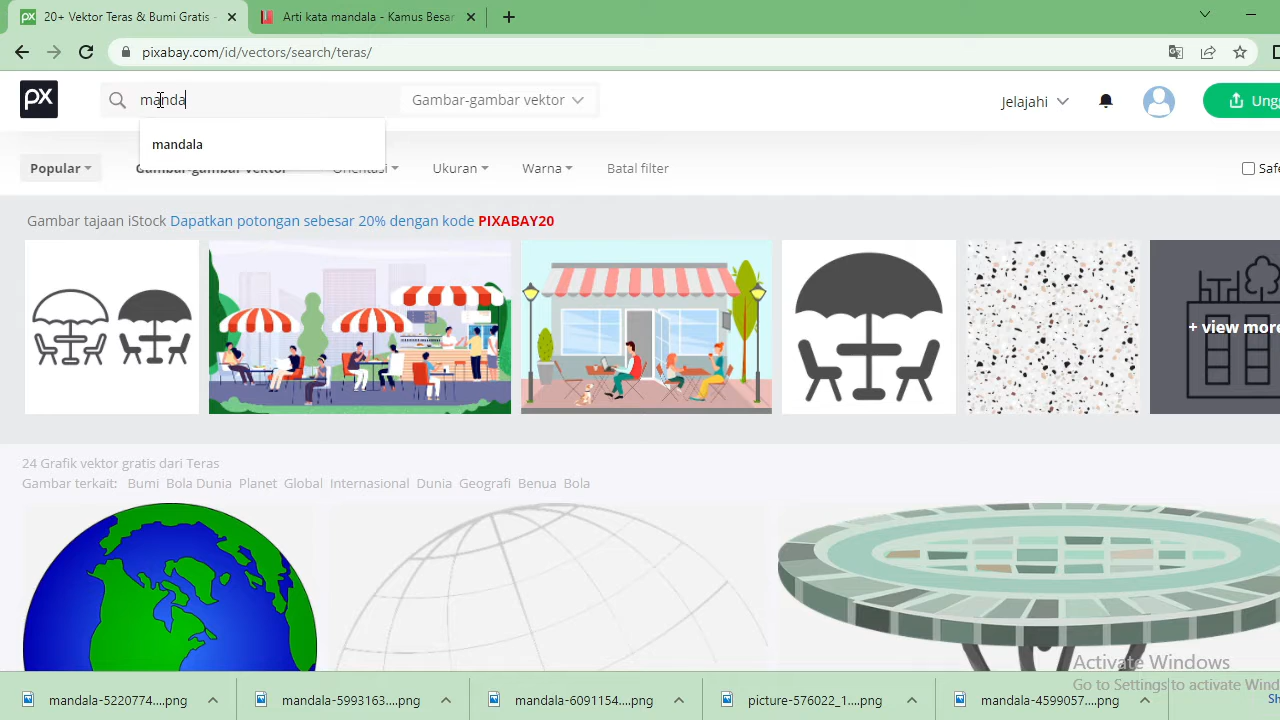 20+ Vektor Teras & Bumi Gratis -
Arti kata mandala - Kamus Besar
pixabay.com/id/vectors/search/teras/
px
manda
Gambar-gambar vektor
Jelajahi
Ungg
mandala
Popular
Gambar-gambar vektor
Orientasi
Ukuran
Warna
Batal filter
Safe
Gambar tajaan iStock Dapatkan potongan sebesar 20% dengan kode PIXABAY20
+ view more
24 Grafik vektor gratis dari Teras
Gambar terkait: Bumi Bola Dunia Planet Global Internasional Dunia Geografi Benua Bola
Activate Windows
Go to Settings to activate Wind
mandala-5220774....png
mandala-5993163....png
mandala-6091154....png
picture-576022_1....png
mandala-4599057....png
Sh